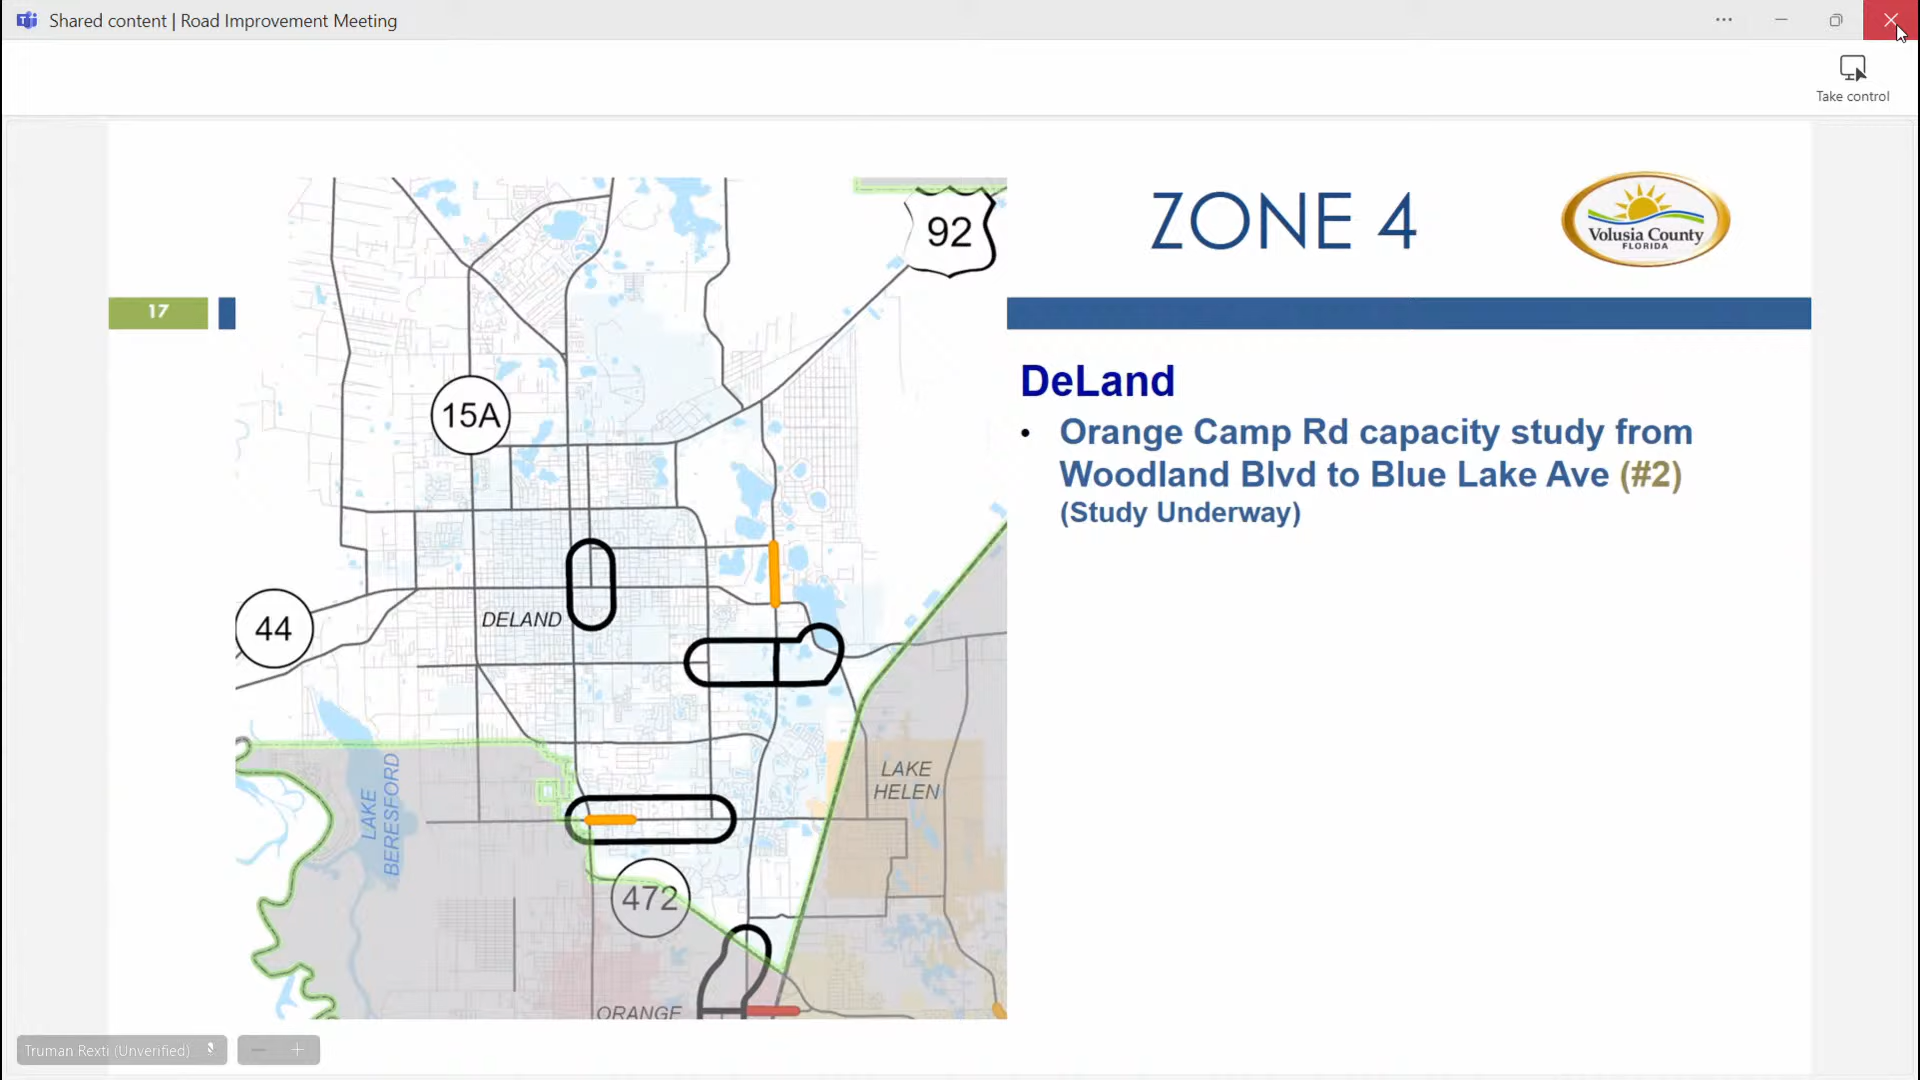 Shared content | Road Improvement Meeting
Take control
ZONE 4
Volusia County
FLORIDA
17
92
15A
44
DELAND
LAKE
BERESFORD
LAKE
HELEN
472
ORANGE
DeLand
• Orange Camp Rd capacity study from
Woodland Blvd to Blue Lake Ave (#2)
(Study Underway)
Truman Rexti (Unverified)